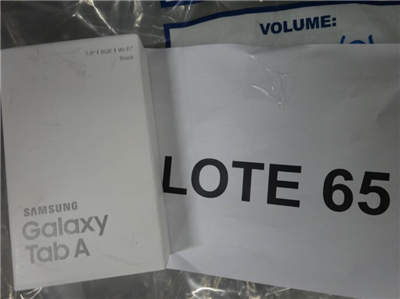 VOLUME:
Black
LOTE 65
SAMSUNG
Galaxy
Tab A